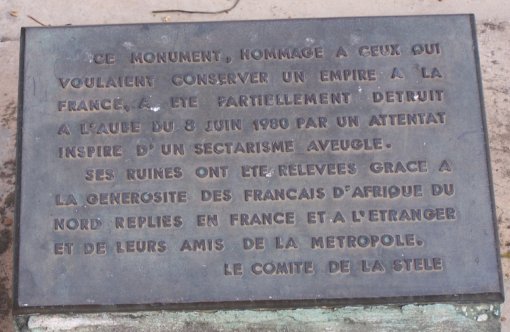 CE MONUMENT, HOMMAGE A CEUX QUI
VOULAIENT CONSERVER UN EMPIRE A LA
FRANCE, A ETE PARTIELLEMENT DETRUIT
A L'AUBE DU 8 JUIN 1980 PAR UN ATTENTAT
INSPIRE D'UN SECTARISME AVEUGLE.
SES RUINES ONT ETE RELEVEES GRACE A
LA GENEROSITE DES FRANCAIS D'AFRIQUE DU
NORD REPLIES EN FRANCE ET A L'ETRANGER
ET DE LEURS AMIS DE LA METROPOLE.
LE COMITE DE LA STELE